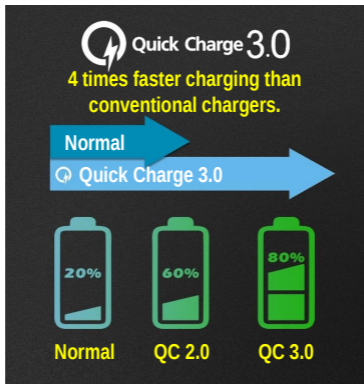 Quick Charge 3.0
4 times faster charging than
conventional chargers.
Normal
Quick Charge 3.0
20% 60% 80%
Normal QC 2.0 QC 3.0